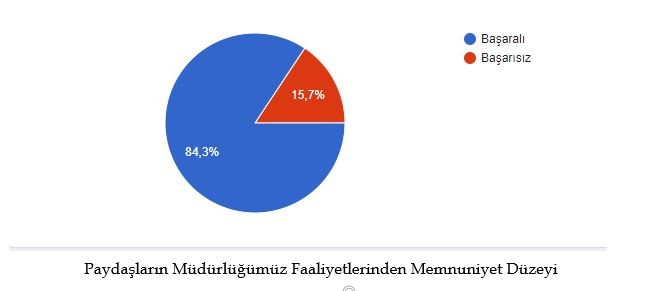 Başaralı
Başarısız
15,7%
84,3%
Paydaşların Müdürlüğümüz Faaliyetlerinden Memnuniyet Düzeyi